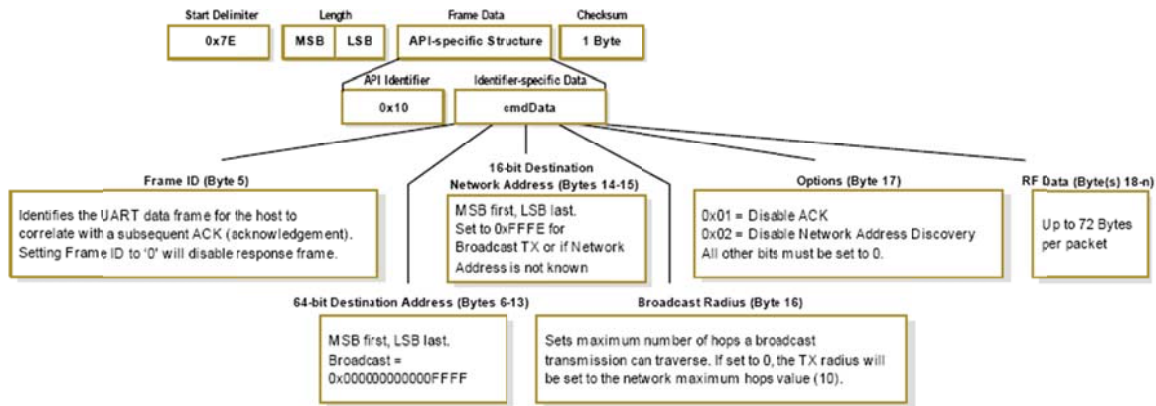 Start Delimiter
Length
Frame Data
Checksum
0x7E
MSB
LSB
API-specific Structure
1 Byte
API Identifier
Identifier-specific Data
0x10
cmdData
Frame ID (Byte 5)
Identifies the UART data frame for the host to
correlate with a subsequent ACK (acknowledgement).
Setting Frame ID to '0' will disable response frame.
16-bit Destination
Network Address (Bytes 14-15)
MSB first, LSB last.
Set to 0xFFFE for
Broadcast TX or if Network
Address is not known
Options (Byte 17)
0x01 = Disable ACK
0x02 = Disable Network Address Discovery
All other bits must be set to 0.
RF Data (Byte(s) 18-n)
Up to 72 Bytes
per packet
64-bit Destination Address (Bytes 6-13)
MSB first, LSB last.
Broadcast =
0x000000000000FFFF
Broadcast Radius (Byte 16)
Sets maximum number of hops a broadcast
transmission can traverse. If set to 0, the TX radius will
be set to the network maximum hops value (10).